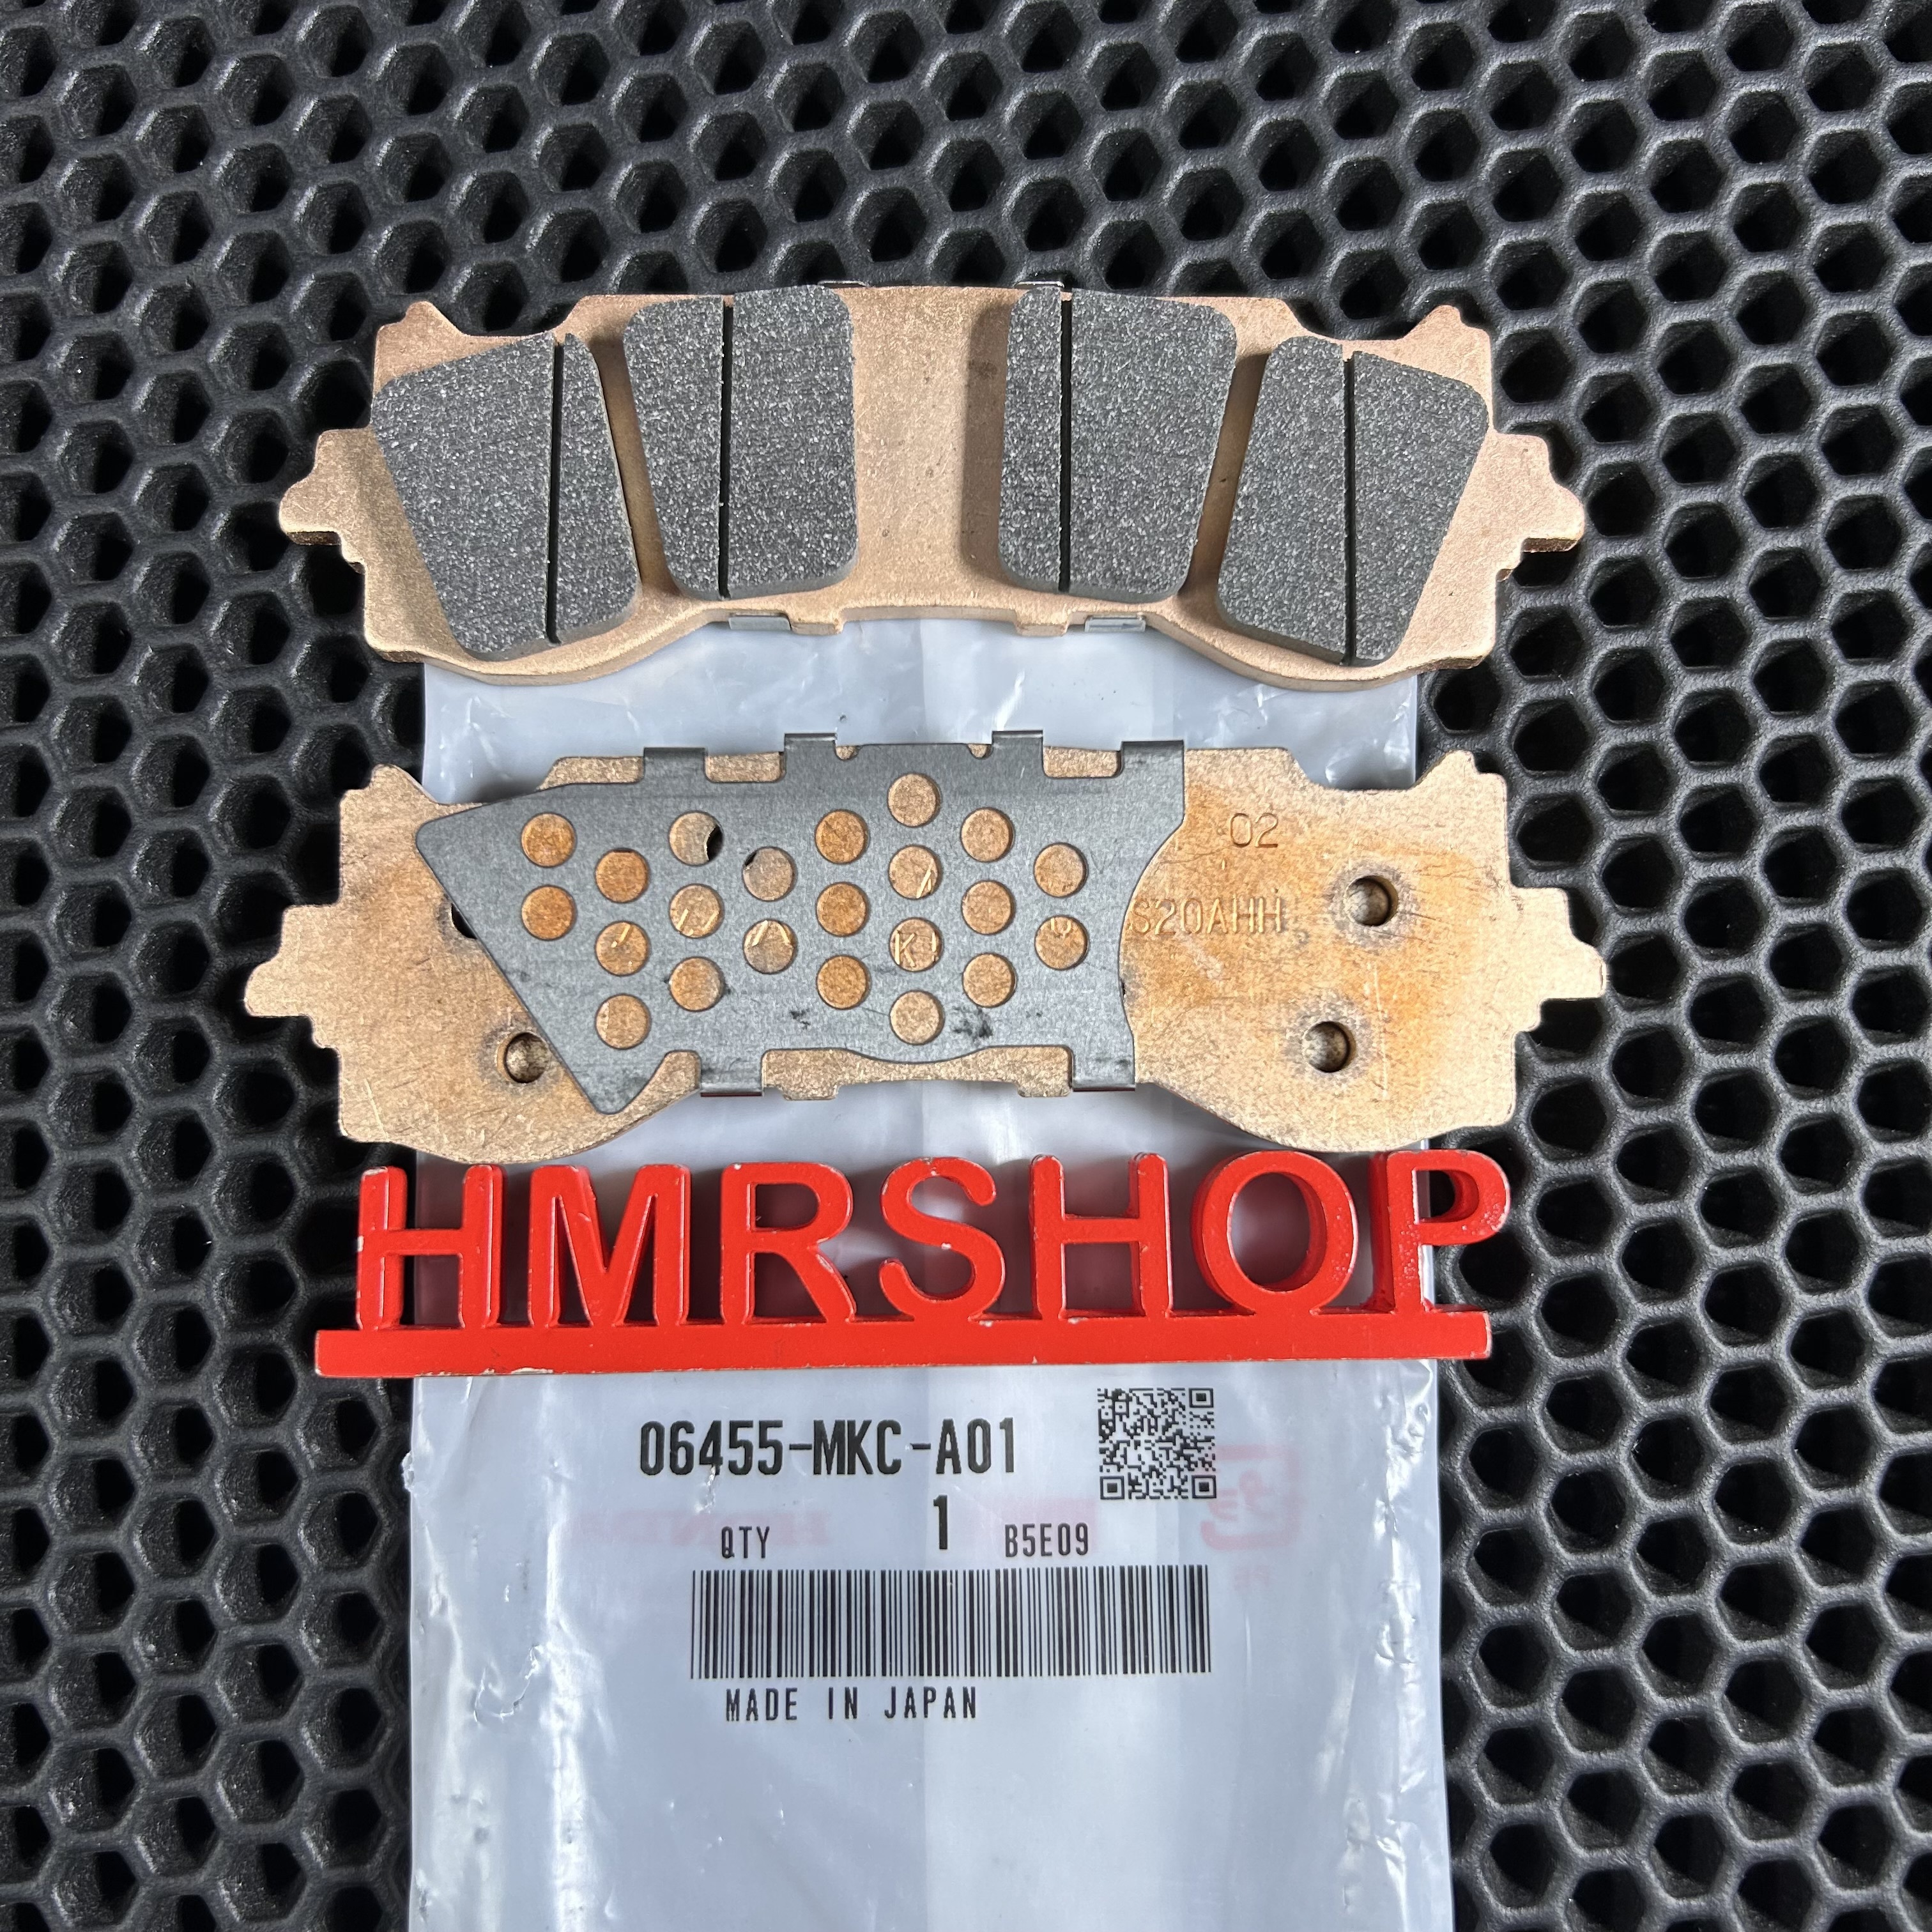 02
S20AHH
HMRSHOP
06455-MKC-A01
QTY 1 B5E09
MADE IN JAPAN